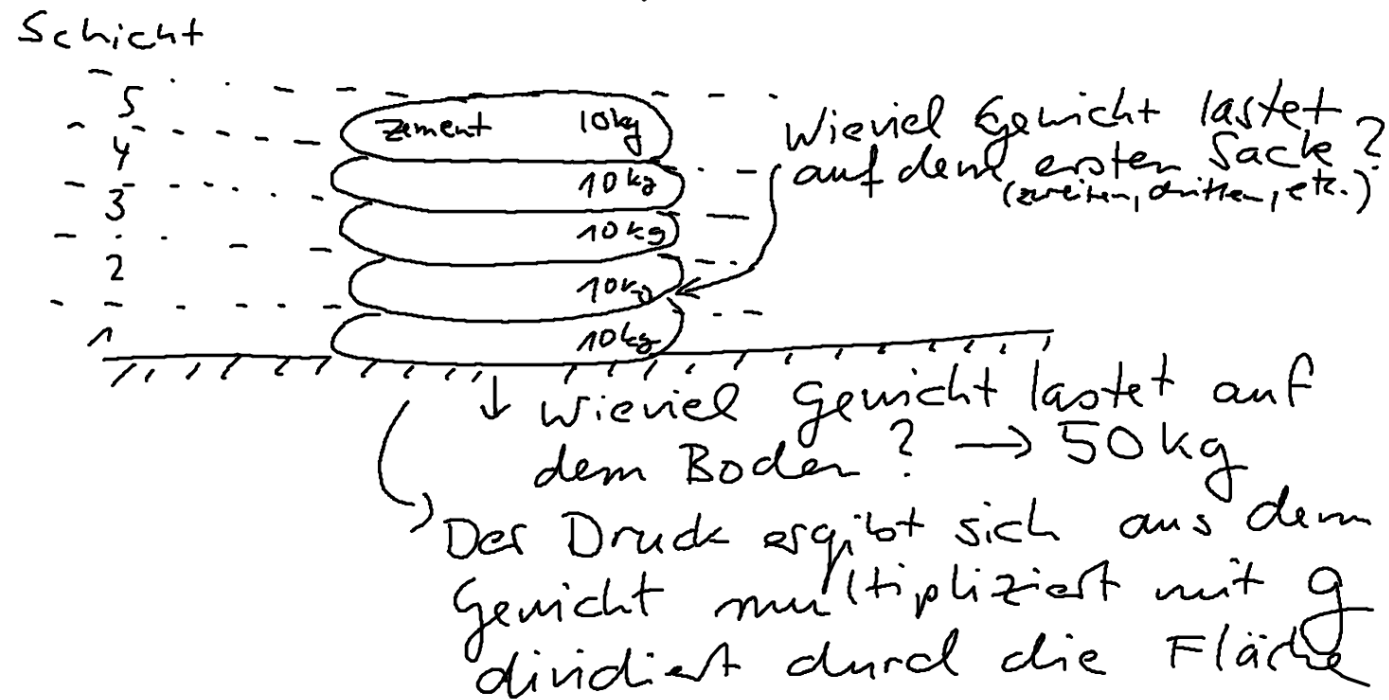 Schicht
5
Zement 10kg
Wieviel Gewicht lastet
4
10kg
auf dem ersten Sack?
(zweiten, dritten, etc.)
3
10kg
2
10kg
1
10kg
Wieviel Gewicht lastet auf
dem Boden? → 50kg
Der Druck ergibt sich aus dem
Gewicht multipliziert mit g
dividiert durch die Fläche